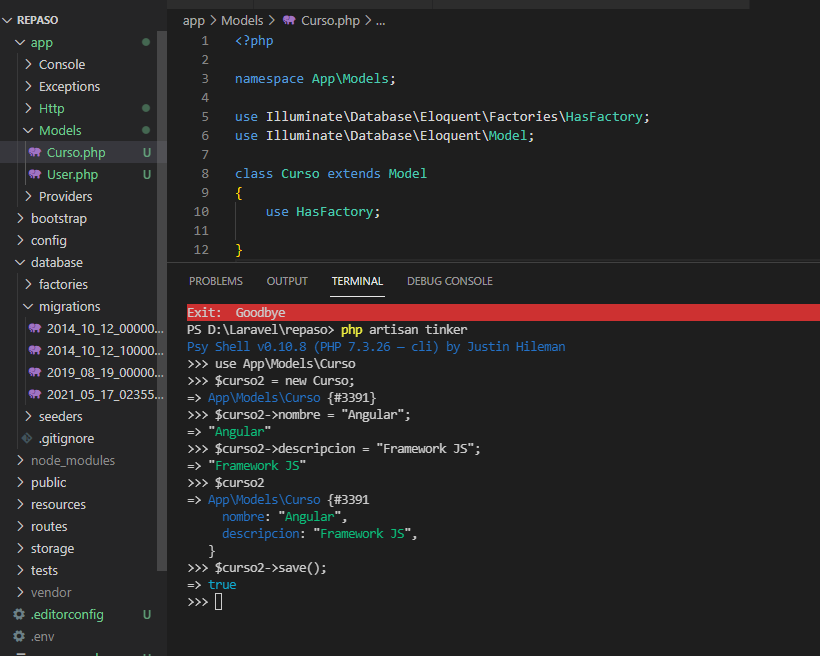 REPASO
app
Console
Exceptions
Http
Models
Curso.php U
User.php U
Providers
bootstrap
config
database
factories
migrations
2014_10_12_00000...
2014_10_12_10000...
2019_08_19_00000...
2021_05_17_02355...
seeders
.gitignore
node_modules
public
resources
routes
storage
tests
vendor
.editorconfig U
.env
app > Models > Curso.php > ...
1 <?php
2
3 namespace App\Models;
4
5 use Illuminate\Database\Eloquent\Factories\HasFactory;
6 use Illuminate\Database\Eloquent\Model;
7
8 class Curso extends Model
9 {
10 use HasFactory;
11
12 }
PROBLEMS OUTPUT TERMINAL DEBUG CONSOLE
Exit: Goodbye
PS D:\Laravel\repaso> php artisan tinker
Psy Shell v0.10.8 (PHP 7.3.26 — cli) by Justin Hileman
>>> use App\Models\Curso
>>> $curso2 = new Curso;
=> App\Models\Curso {#3391}
>>> $curso2->nombre = "Angular";
=> "Angular"
>>> $curso2->descripcion = "Framework JS";
=> "Framework JS"
>>> $curso2
=> App\Models\Curso {#3391
nombre: "Angular",
descripcion: "Framework JS",
}
>>> $curso2->save();
=> true
>>>